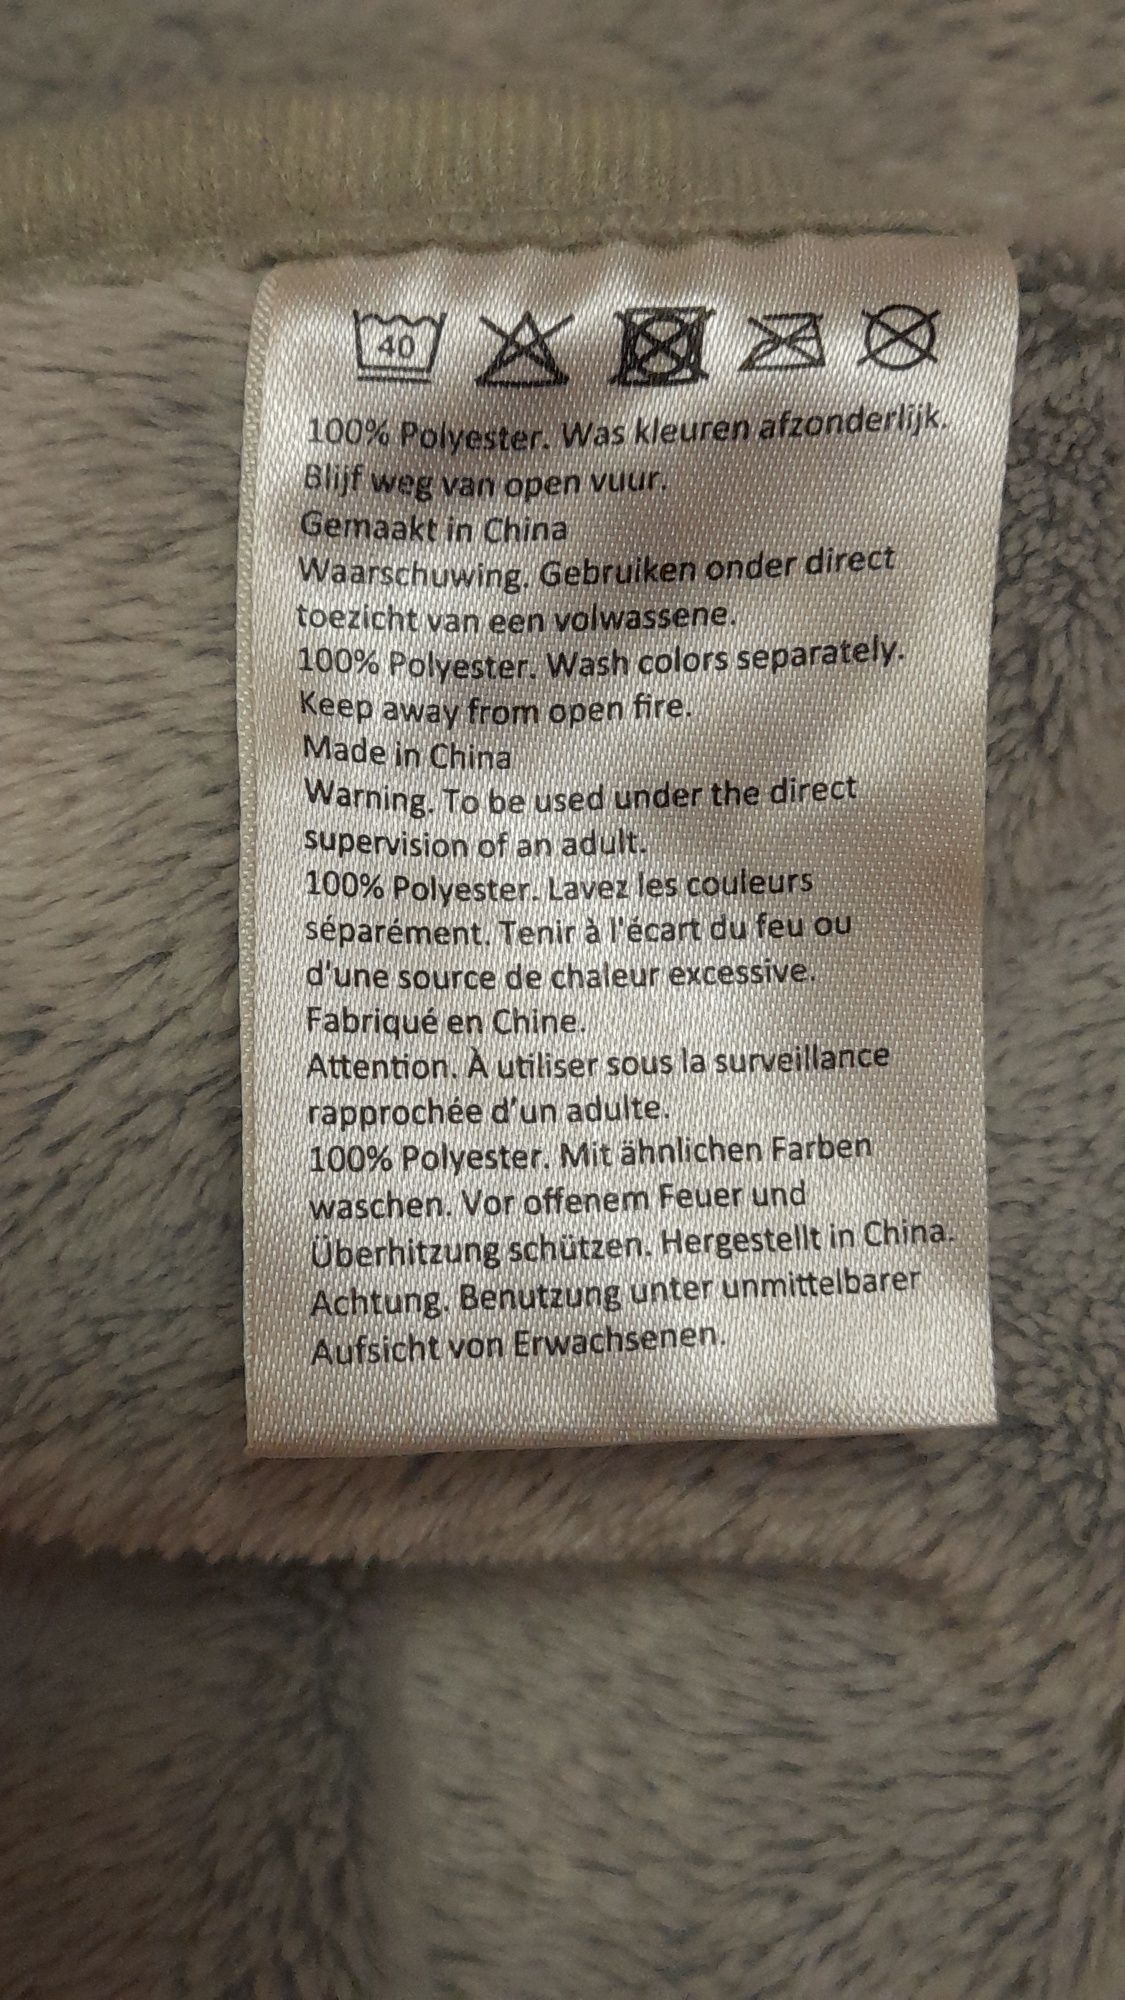 40
100% Polyester. Was kleuren afzonderlijk.
Blijf weg van open vuur.
Gemaakt in China
Waarschuwing. Gebruiken onder direct
toezicht van een volwassene.
100% Polyester. Wash colors separately.
Keep away from open fire.
Made in China
Warning. To be used under the direct
supervision of an adult.
100% Polyester. Lavez les couleurs
séparément. Tenir à l'écart du feu ou
d'une source de chaleur excessive.
Fabriqué en Chine.
Attention. À utiliser sous la surveillance
rapprochée d'un adulte.
100% Polyester. Mit ähnlichen Farben
waschen. Vor offenem Feuer und
Überhitzung schützen. Hergestellt in China.
Achtung. Benutzung unter unmittelbarer
Aufsicht von Erwachsenen.